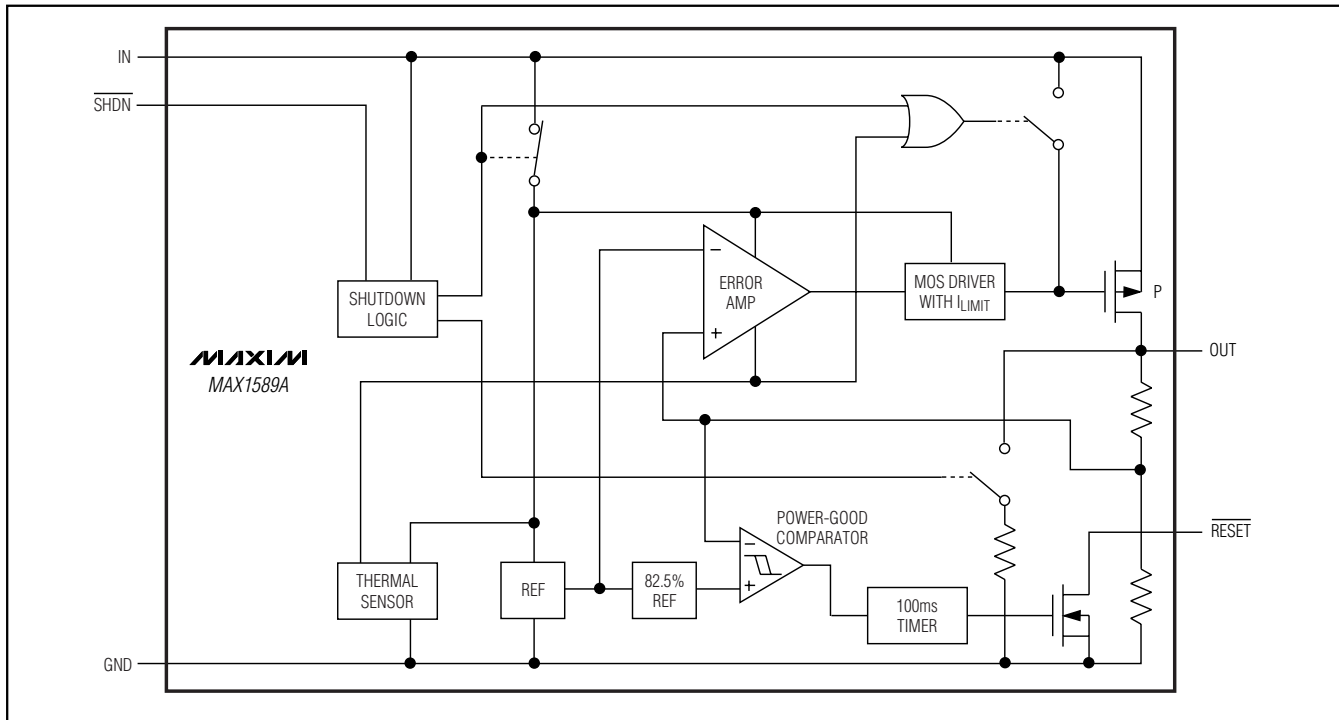 IN
SHDN
SHUTDOWN
LOGIC
MAXIM
MAX1589A
ERROR
AMP
−
+
MOS DRIVER
WITH ILIMIT
P
OUT
POWER-GOOD
COMPARATOR
−
+
RESET
THERMAL
SENSOR
REF
82.5%
REF
100ms
TIMER
GND